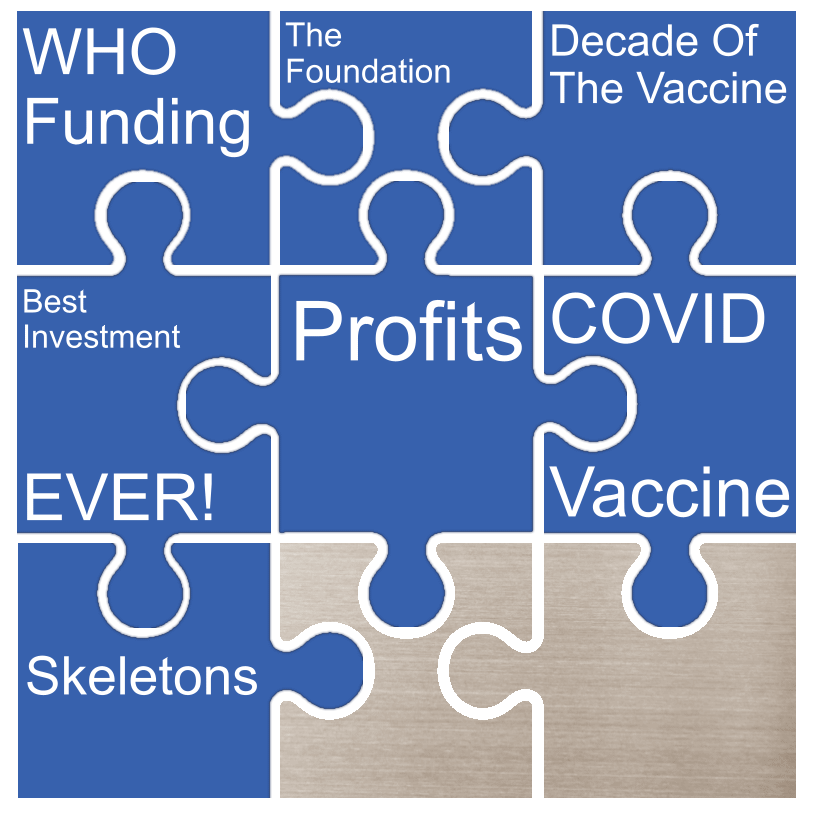 WHO
Funding
The
Foundation
Decade Of
The Vaccine
Best
Investment
EVER!
Profits
COVID
Vaccine
Skeletons